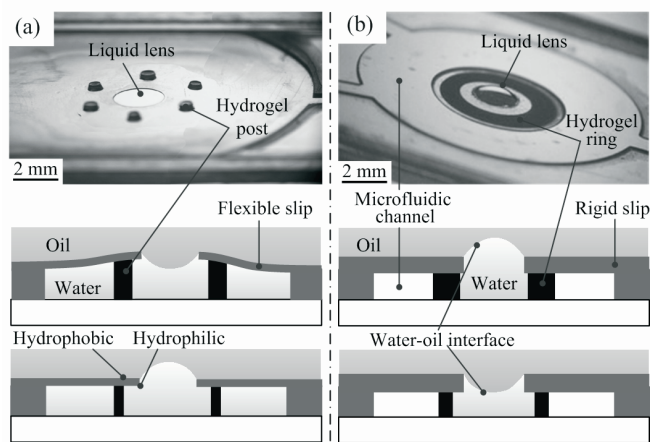 (a)
Liquid lens
Hydrogel
post
2 mm
Flexible slip
Oil
Water
Hydrophobic
Hydrophilic
(b)
Liquid lens
Hydrogel
ring
2 mm
Microfluidic
channel
Rigid slip
Oil
Water
Water-oil interface